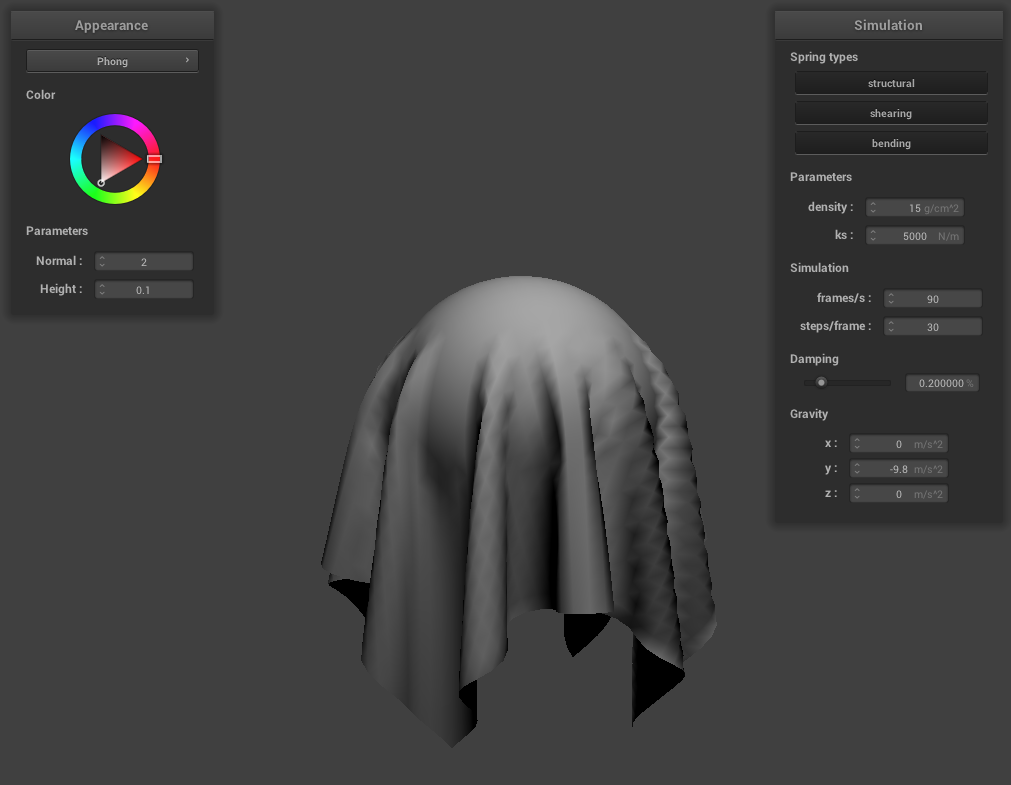 Appearance
Phong ›
Color
Parameters
Normal : 2
Height : 0.1
Simulation
Spring types
structural
shearing
bending
Parameters
density : 15 g/cm^2
ks : 5000 N/m
Simulation
frames/s : 90
steps/frame : 30
Damping
0.200000 %
Gravity
x : 0 m/s^2
y : -9.8 m/s^2
z : 0 m/s^2